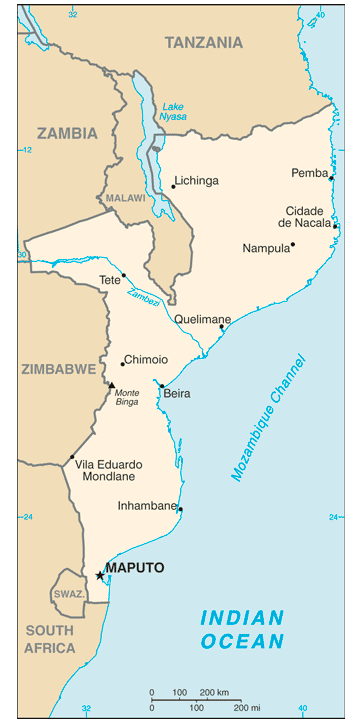 32
40
TANZANIA
Lake
Nyasa
ZAMBIA
-12
12
Pemba
Lichinga
MALAWI
Cidade
de Nacala
Nampula
30
Tete
Zambezi
Quelimane
Chimoio
ZIMBABWE
Monte
Binga
Beira
Mozambique Channel
Vila Eduardo
Mondlane
Inhambane
24
24
MAPUTO
SWAZ.
SOUTH
AFRICA
INDIAN
OCEAN
0 100 200 km
0 100 200 mi
32
40